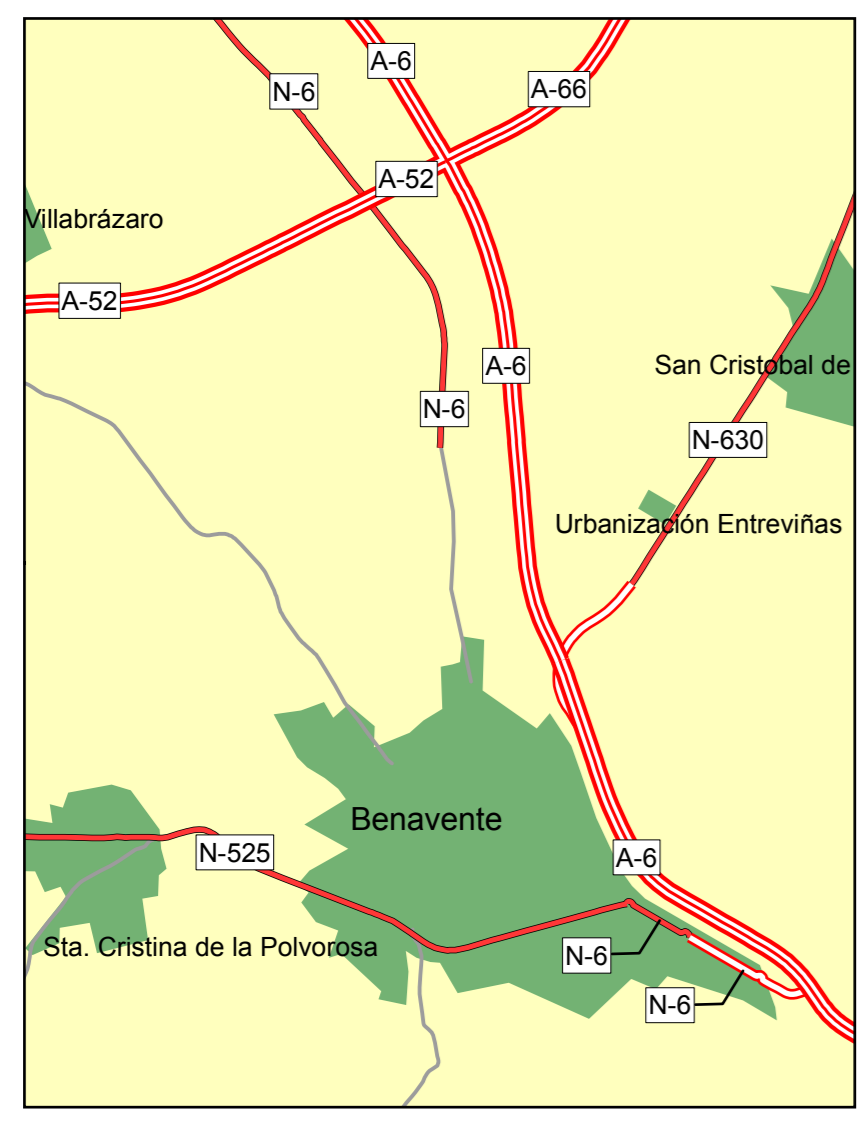 A-6
N-6
A-66
A-52
Villabrázaro
A-52
A-6
San Cristobal de
N-6
N-630
Urbanización Entreviñas
Benavente
N-525
A-6
Sta. Cristina de la Polvorosa
N-6
N-6